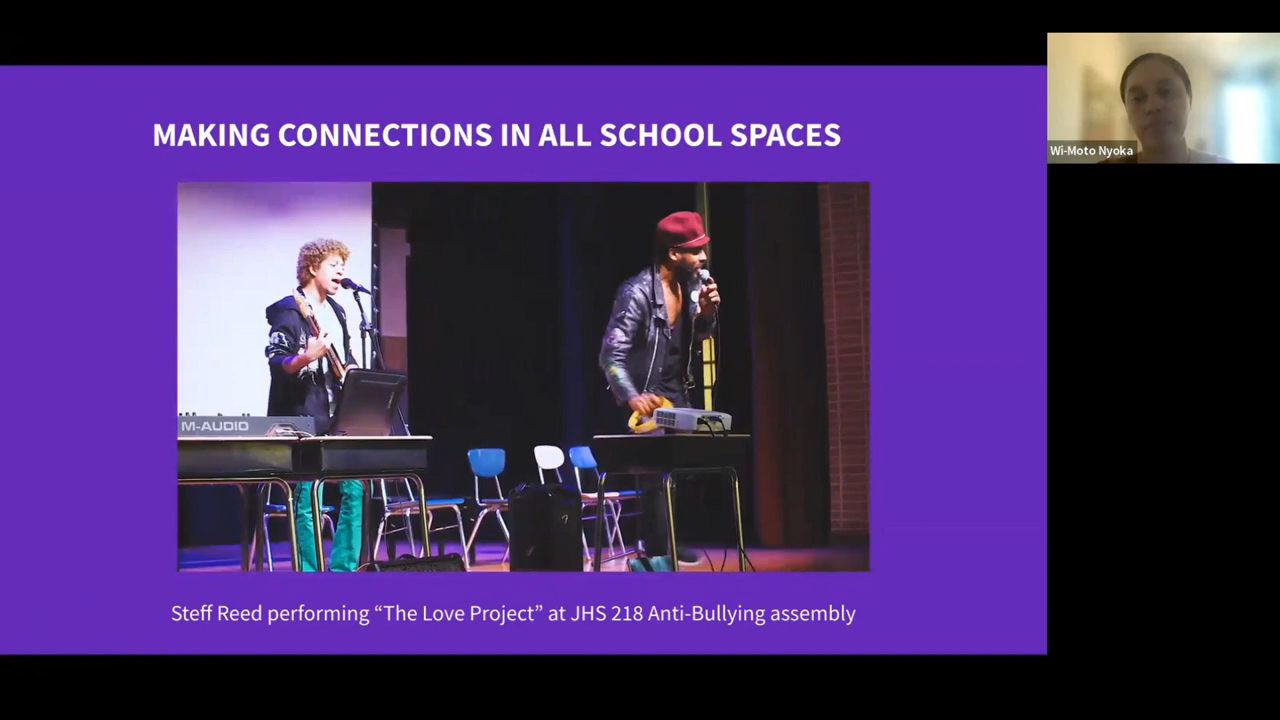 MAKING CONNECTIONS IN ALL SCHOOL SPACES
Wi-Moto Nyoka
M-AUDIO
Steff Reed performing “The Love Project” at JHS 218 Anti-Bullying assembly